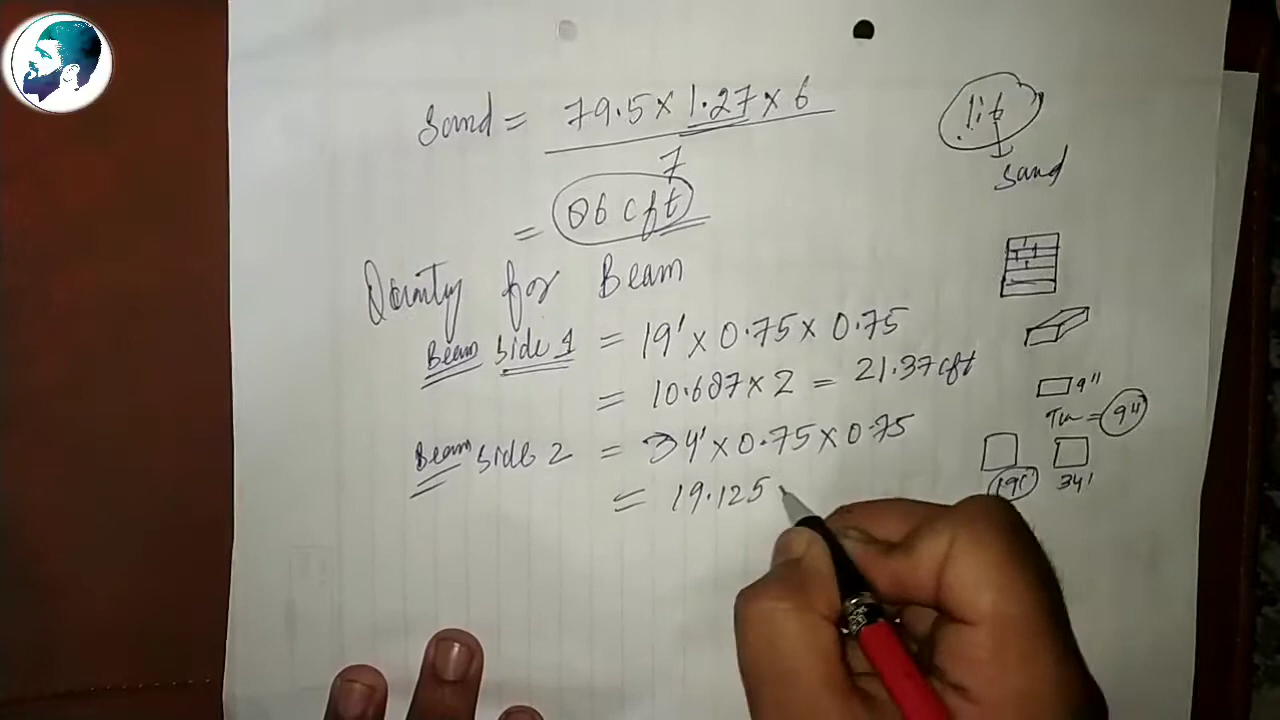 Sand = 79.5 × 1.27 × 6
7
= 86 cft
Quntity for Beam
Beam Side 1 = 19' × 0.75 × 0.75
= 10.687 × 2 = 21.37 cft
Beam side 2 = 34' × 0.75 × 0.75
= 19.125
1:6
Sand
9"
= 9"
19'
34'